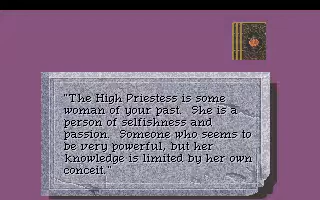 "The High Priestess is some
woman of your past.  She is a
person of selfishness and
passion.  Someone who seems to
be very powerful, but her
knowledge is limited by her own
conceit."